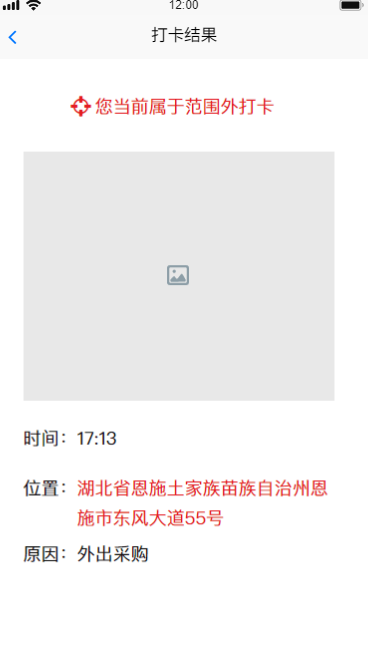 12:00
打卡结果
您当前属于范围外打卡
时间：17:13
位置：湖北省恩施土家族苗族自治州恩
施市东风大道55号
原因：外出采购